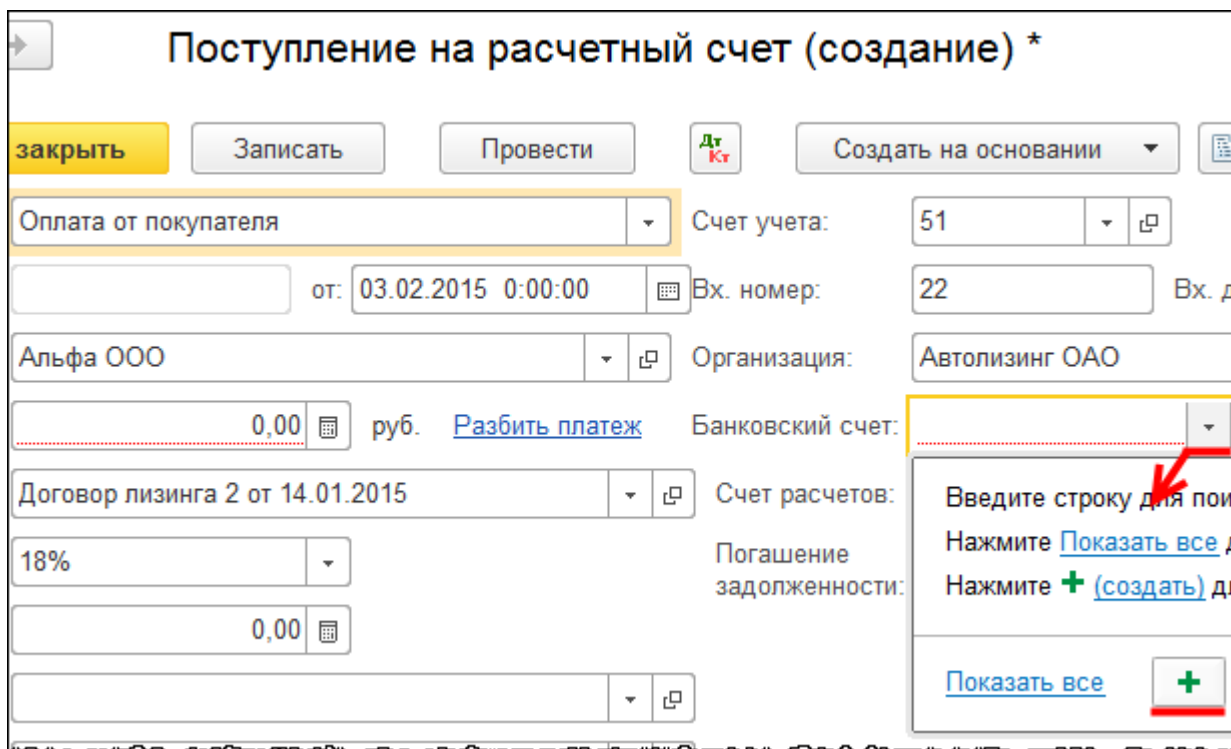 Поступление на расчетный счет (создание) *
закрыть Записать Провести Дт Кт Создать на основании
Оплата от покупателя Счет учета: 51
от: 03.02.2015 0:00:00 Вх. номер: 22 Вх.
Альфа ООО Организация: Автолизинг ОАО
0,00 руб. Разбить платеж Банковский счет:
Договор лизинга 2 от 14.01.2015 Счет расчетов:
Введите строку для пои
18% Погашение
задолженности:
Нажмите Показать все
Нажмите + (создать)
0,00
Показать все +